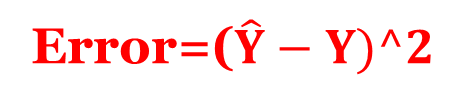 Error=(Ŷ – Y)^2